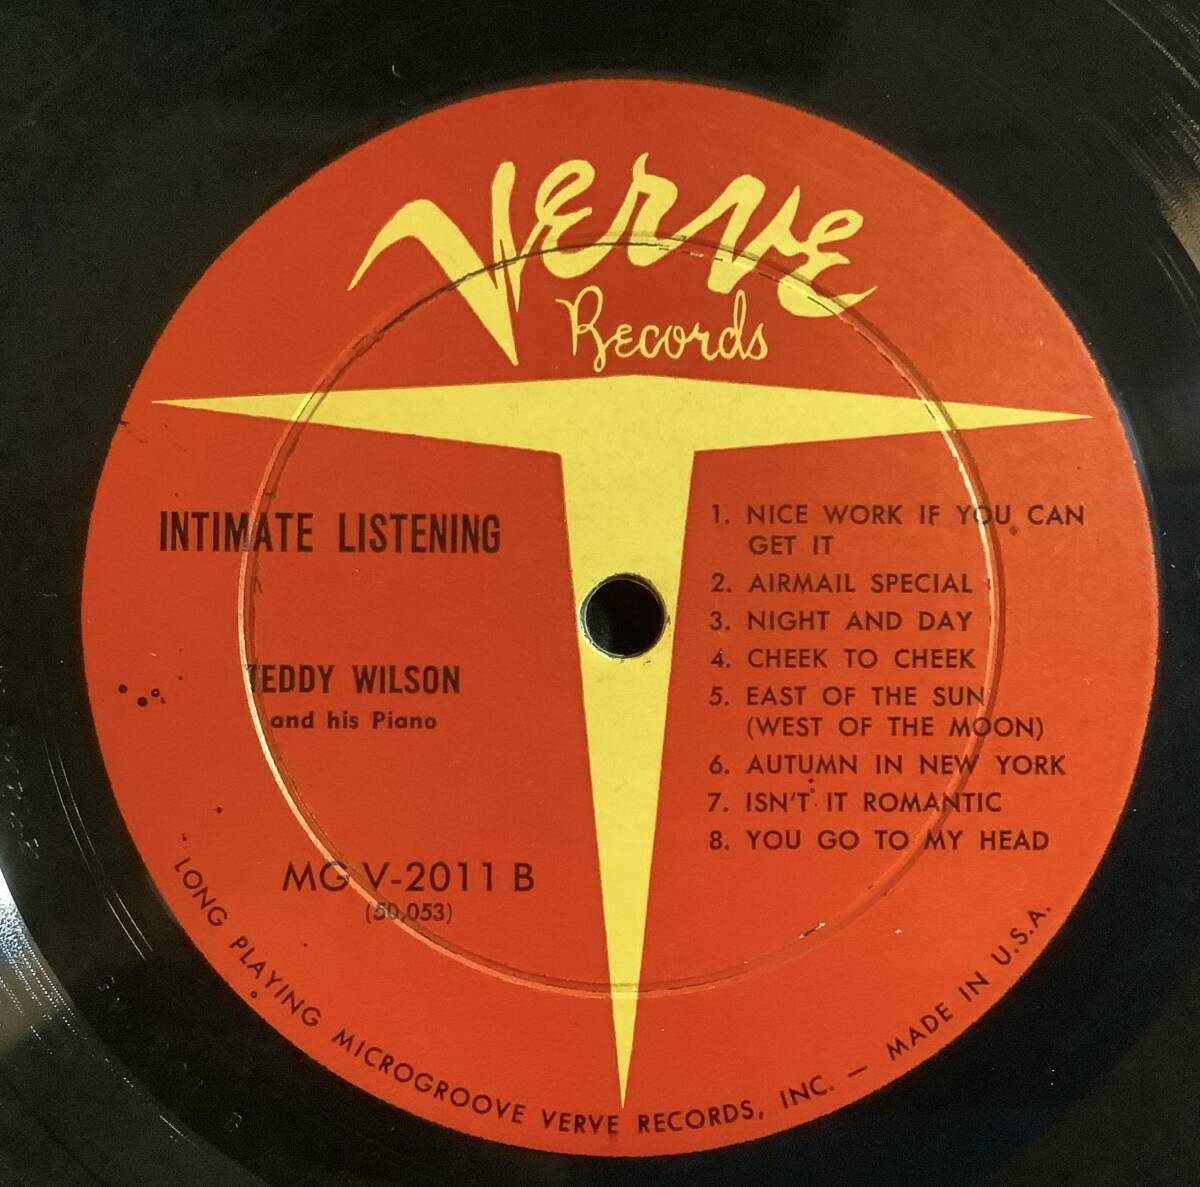 Verve
Records
INTIMATE LISTENING
TEDDY WILSON
and his Piano
MG V-2011 B
(50,053)
1. NICE WORK IF YOU CAN
GET IT
2. AIRMAIL SPECIAL
3. NIGHT AND DAY
4. CHEEK TO CHEEK
5. EAST OF THE SUN
(WEST OF THE MOON)
6. AUTUMN IN NEW YORK
7. ISN'T IT ROMANTIC
8. YOU GO TO MY HEAD
LONG PLAYING MICROGROOVE VERVE RECORDS, INC. — MADE IN U.S.A.